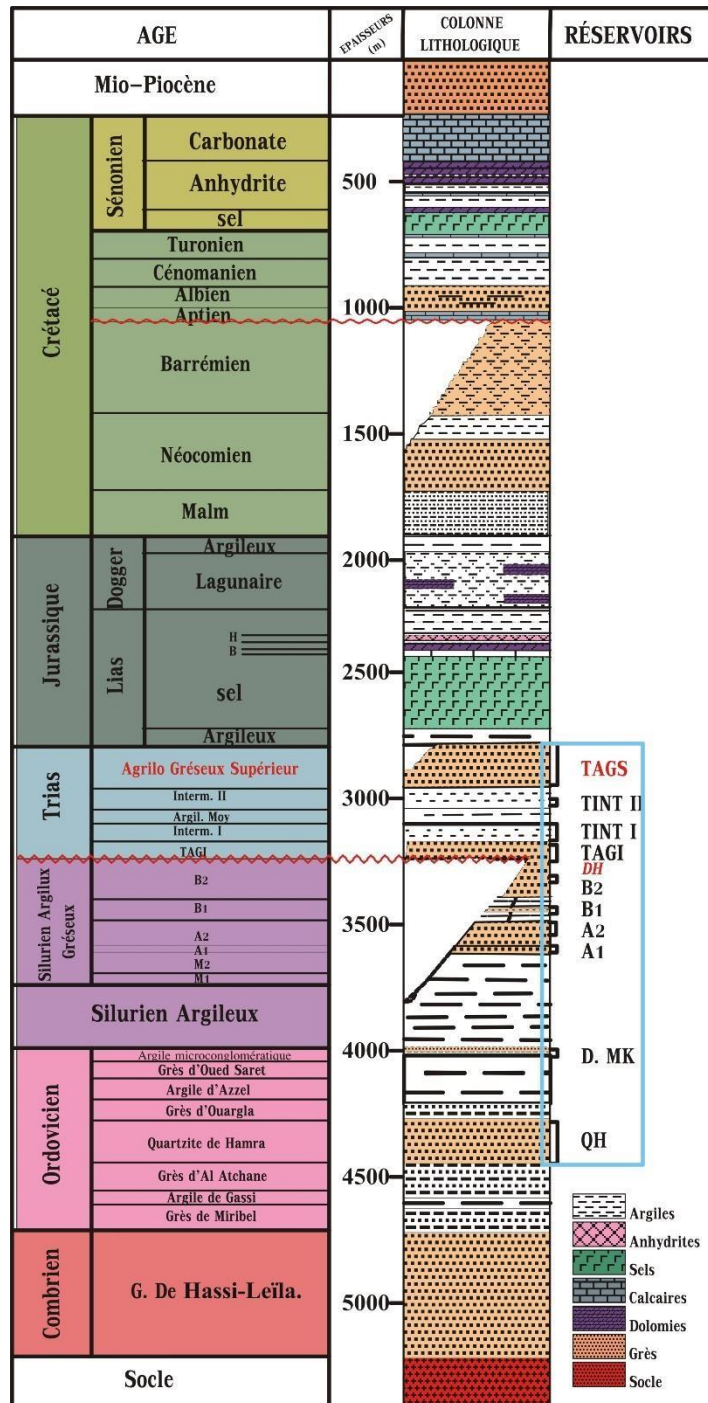 AGE
EPAISSEURS
(m)
COLONNE
LITHOLOGIQUE
RÉSERVOIRS
Mio-Piocène
Crétacé
Sénonien
Carbonate
Anhydrite
sel
Turonien
Cénomanien
Albien
Aptien
Barrémien
Néocomien
Malm
Jurassique
Dogger
Argileux
Lagunaire
Lias
H
B
sel
Argileux
Trias
Agrilo Gréseux Supérieur
Interm. II
Argil. Moy
Interm. I
TAGI
Silurien Argilux
Gréseux
B2
B1
A2
A1
M2
M1
Silurien Argileux
Ordovicien
Argile microconglomératique
Grès d'Oued Saret
Argile d'Azzel
Grès d'Ouargla
Quartzite de Hamra
Grès d'Al Atchane
Argile de Gassi
Grès de Miribel
Combrien
G. De Hassi-Leïla.
Socle
500
1000
1500
2000
2500
3000
3500
4000
4500
5000
TAGS
TINT II
TINT I
TAGI
DH
B2
B1
A2
A1
D. MK
QH
Argiles
Anhydrites
Sels
Calcaires
Dolomies
Grès
Socle